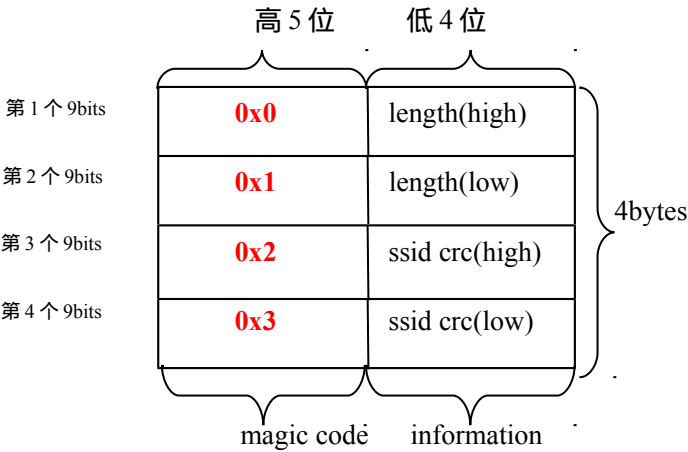 高 5 位 低 4 位
第 1 个 9bits 0x0 length(high)
第 2 个 9bits 0x1 length(low)
4bytes
第 3 个 9bits 0x2 ssid crc(high)
第 4 个 9bits 0x3 ssid crc(low)
magic code information